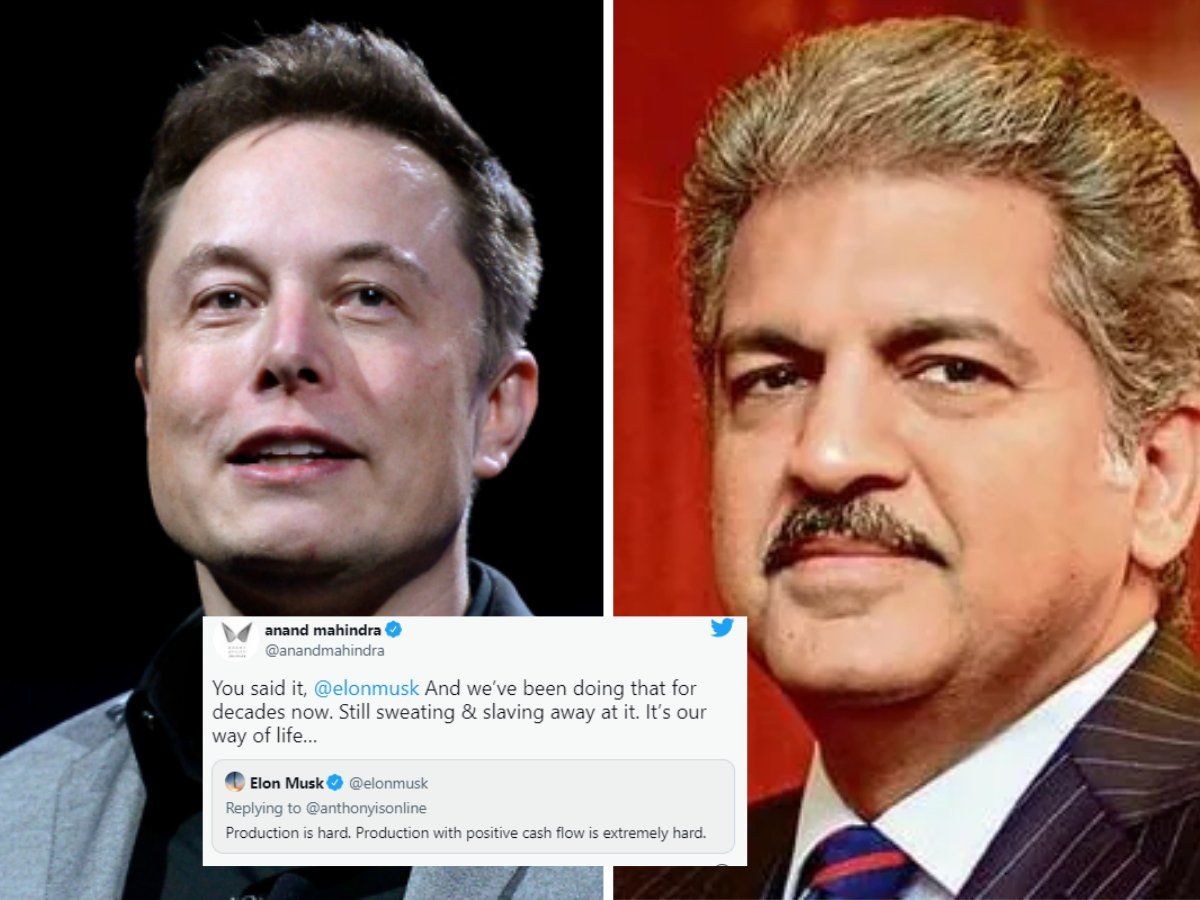 anand mahindra
@anandmahindra
You said it, @elonmusk And we've been doing that for
decades now. Still sweating & slaving away at it. It's our
way of life...
Elon Musk @elonmusk
Replying to @anthonyisonline
Production is hard. Production with positive cash flow is extremely hard.